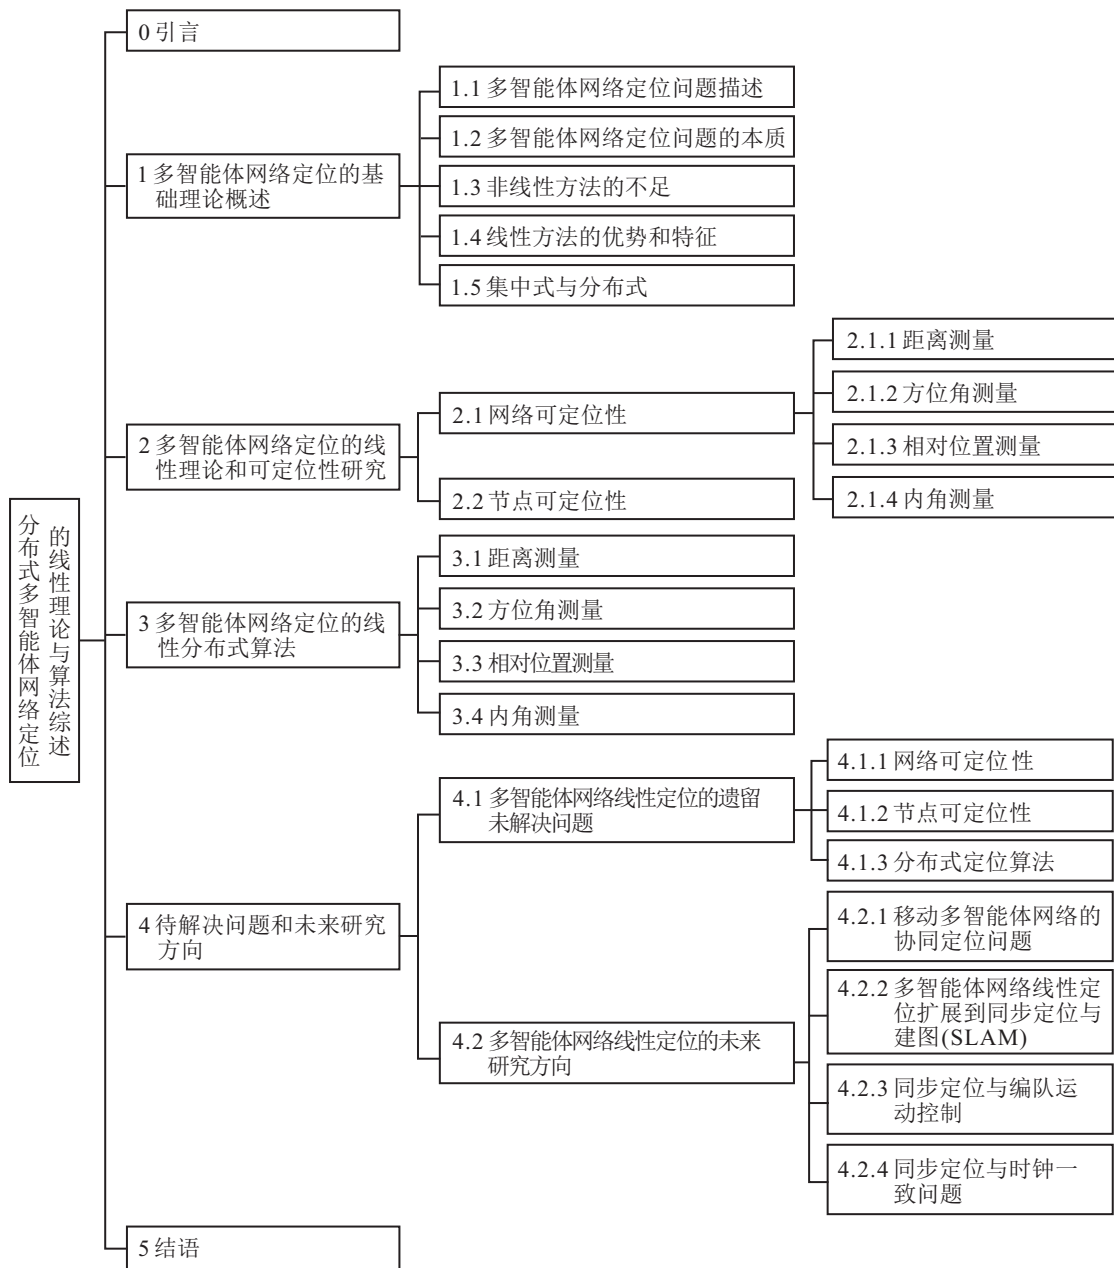 分布式多智能体网络定位
的线性理论与算法综述
0 引言
1 多智能体网络定位的基
础理论概述
1.1 多智能体网络定位问题描述
1.2 多智能体网络定位问题的本质
1.3 非线性方法的不足
1.4 线性方法的优势和特征
1.5 集中式与分布式
2 多智能体网络定位的线
性理论和可定位性研究
2.1 网络可定位性
2.1.1 距离测量
2.1.2 方位角测量
2.1.3 相对位置测量
2.1.4 内角测量
2.2 节点可定位性
3 多智能体网络定位的线
性分布式算法
3.1 距离测量
3.2 方位角测量
3.3 相对位置测量
3.4 内角测量
4 待解决问题和未来研究
方向
4.1 多智能体网络线性定位的遗留
未解决问题
4.1.1 网络可定位性
4.1.2 节点可定位性
4.1.3 分布式定位算法
4.2 多智能体网络线性定位的未来
研究方向
4.2.1 移动多智能体网络的
协同定位问题
4.2.2 多智能体网络线性定
位扩展到同步定位与
建图(SLAM)
4.2.3 同步定位与编队运
动控制
4.2.4 同步定位与时钟一
致问题
5 结语